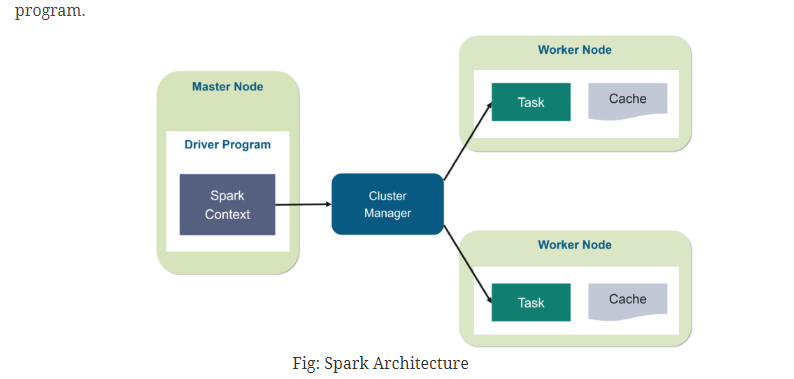 program.
Master Node
Driver Program
Spark
Context
Cluster
Manager
Worker Node
Task
Cache
Worker Node
Task
Cache
Fig: Spark Architecture